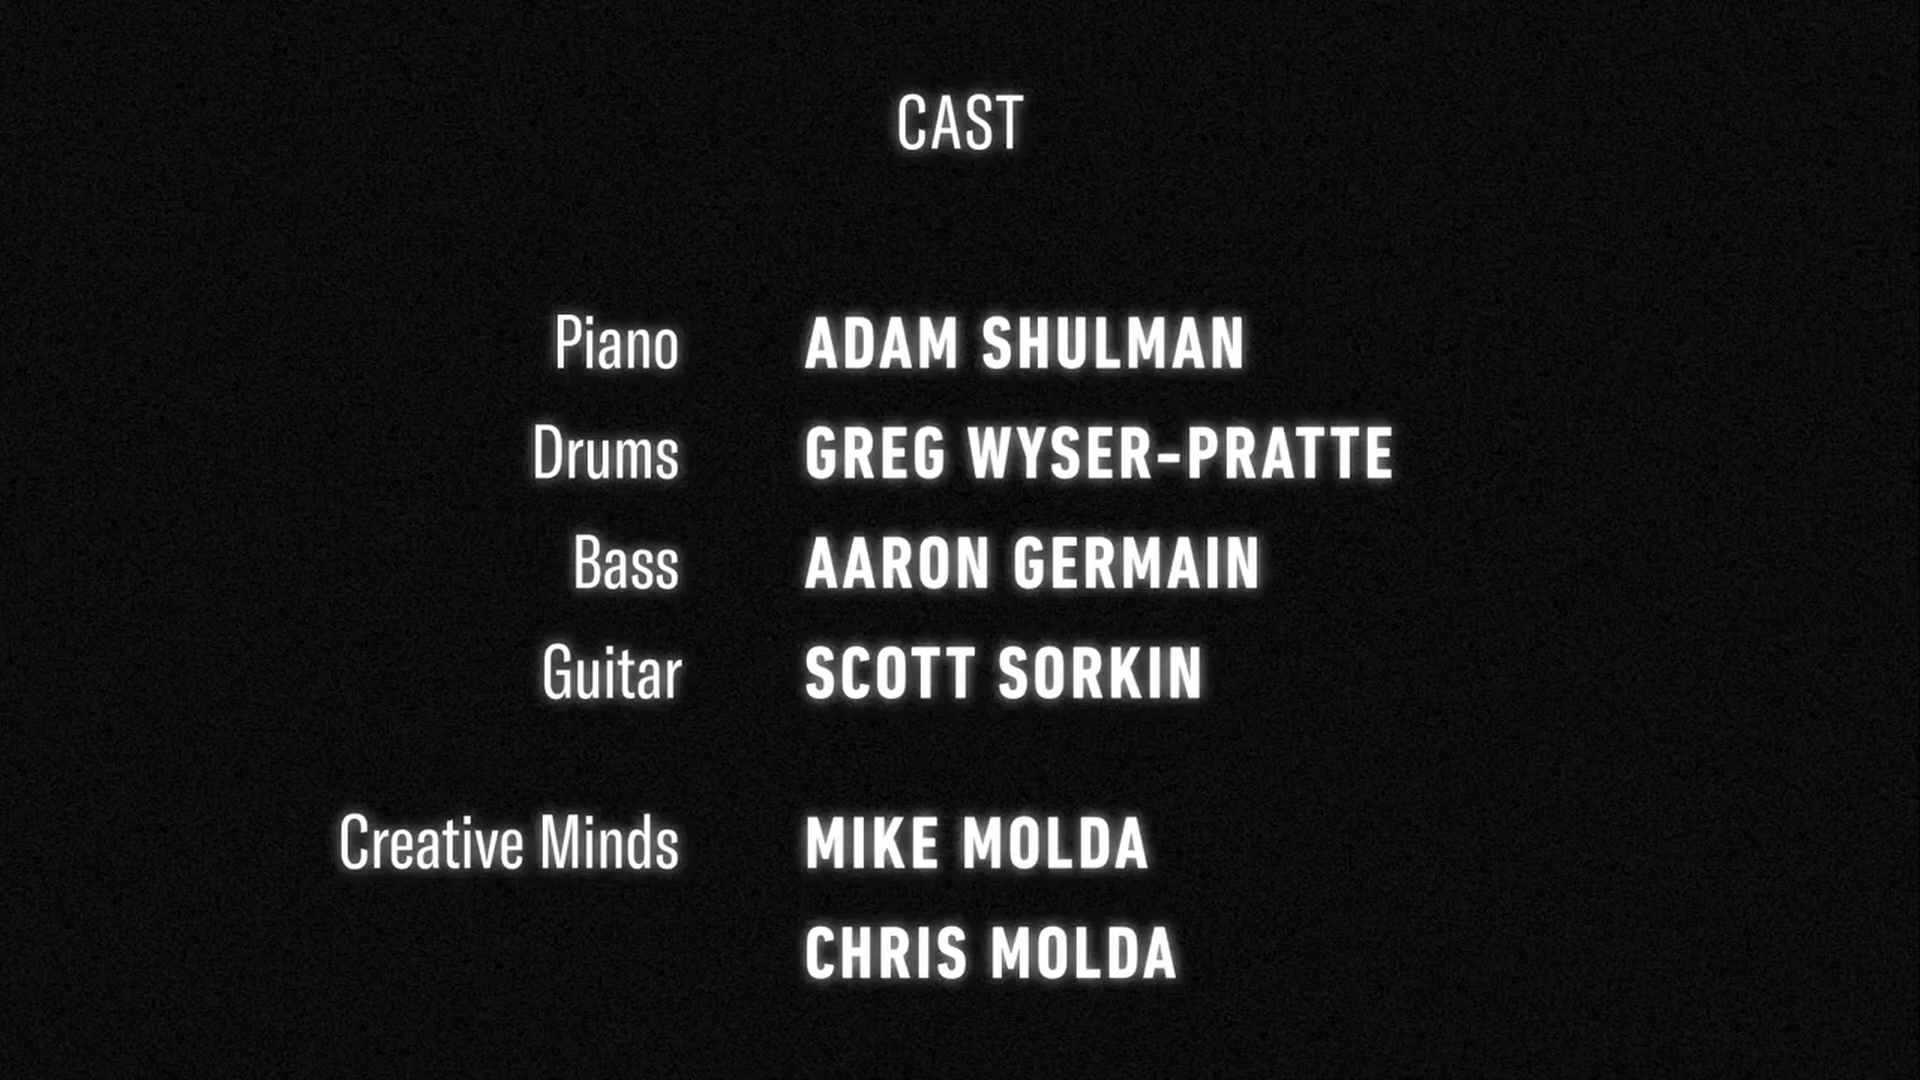 CAST
Piano ADAM SHULMAN
Drums GREG WYSER-PRATTE
Bass AARON GERMAIN
Guitar SCOTT SORKIN
Creative Minds MIKE MOLDA
CHRIS MOLDA